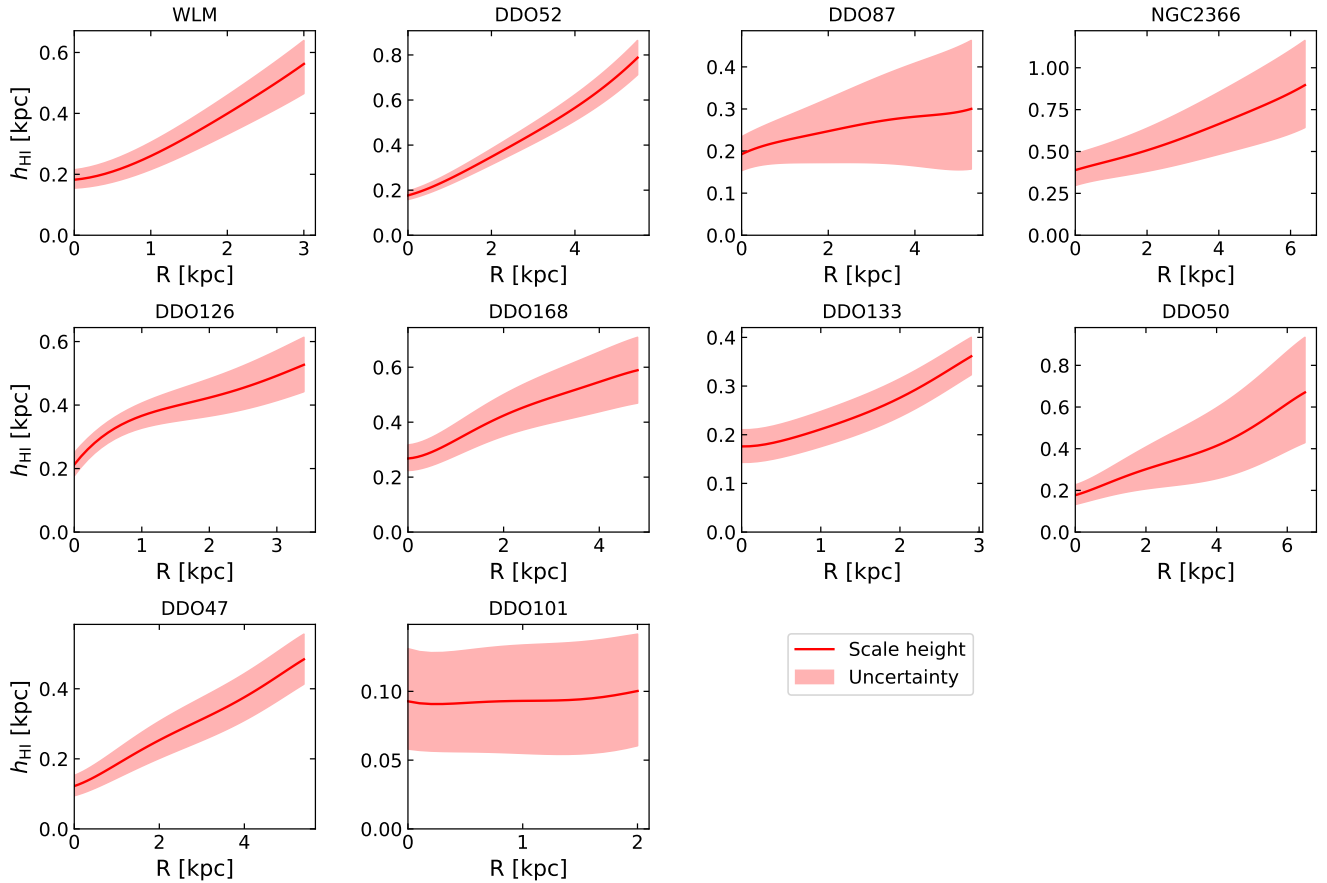 WLM
DDO52
DDO87
NGC2366
h_HI [kpc]
0.6
0.4
0.2
0.0
0 1 2 3
R [kpc]
0.8
0.6
0.4
0.2
0.0
0 2 4
R [kpc]
0.4
0.3
0.2
0.1
0.0
0 2 4
R [kpc]
1.00
0.75
0.50
0.25
0.00
0 2 4 6
R [kpc]
DDO126
DDO168
DDO133
DDO50
h_HI [kpc]
0.6
0.4
0.2
0.0
0 1 2 3
R [kpc]
0.6
0.4
0.2
0.0
0 2 4
R [kpc]
0.4
0.3
0.2
0.1
0.0
0 1 2 3
R [kpc]
0.8
0.6
0.4
0.2
0.0
0 2 4 6
R [kpc]
DDO47
DDO101
h_HI [kpc]
0.4
0.2
0.0
0 2 4
R [kpc]
0.10
0.05
0.00
0 1 2
R [kpc]
Scale height
Uncertainty